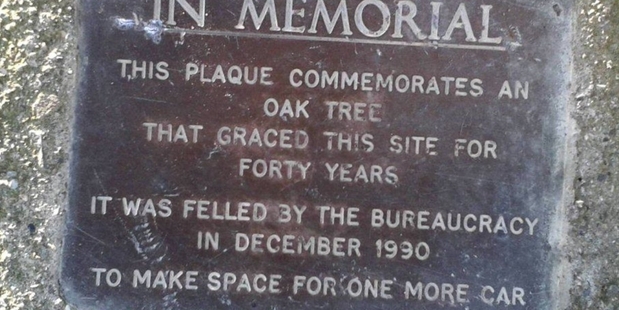 IN MEMORIAL
THIS PLAQUE COMMEMORATES AN
OAK TREE
THAT GRACED THIS SITE FOR
FORTY YEARS
IT WAS FELLED BY THE BUREAUCRACY
IN DECEMBER 1990
TO MAKE SPACE FOR ONE MORE CAR